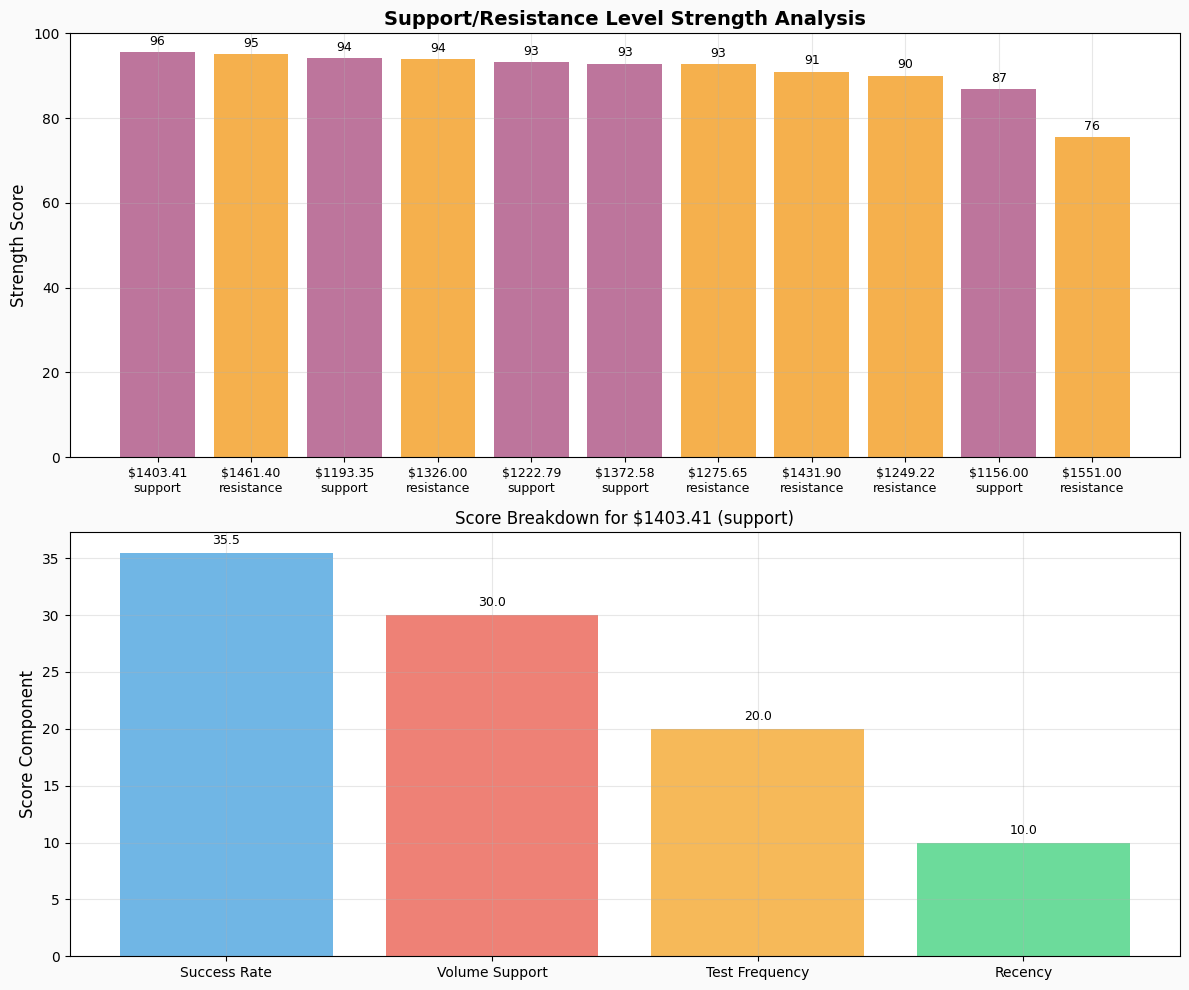 Support/Resistance Level Strength Analysis
Strength Score
100
80
60
40
20
0
96
95
94
94
93
93
93
91
90
87
76
$1403.41
support
$1461.40
resistance
$1193.35
support
$1326.00
resistance
$1222.79
support
$1372.58
support
$1275.65
resistance
$1431.90
resistance
$1249.22
resistance
$1156.00
support
$1551.00
resistance
Score Breakdown for $1403.41 (support)
Score Component
35
30
25
20
15
10
5
0
35.5
30.0
20.0
10.0
Success Rate
Volume Support
Test Frequency
Recency